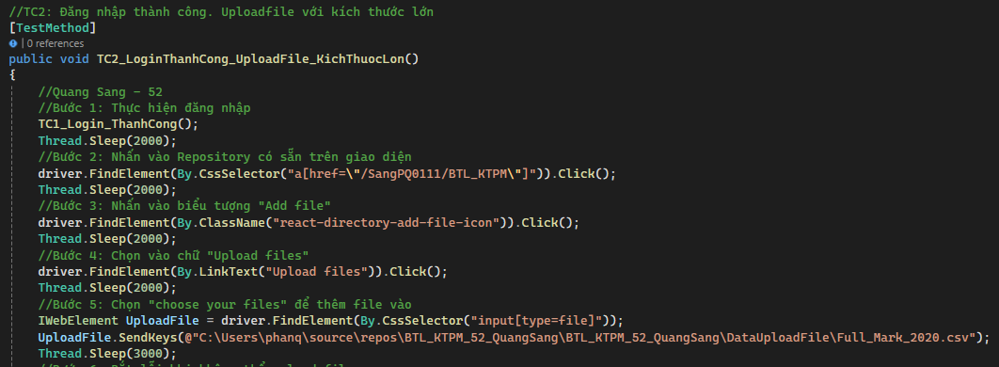 //TC2: Đăng nhập thành công. Uploadfile với kích thước lớn
[TestMethod]
| 0 references
public void TC2_LoginThanhCong_UploadFile_KichThuocLon()
{
//Quang Sang - 52
//Bước 1: Thực hiện đăng nhập
TC1_Login_ThanhCong();
Thread.Sleep(2000);
//Bước 2: Nhấn vào Repository có sẵn trên giao diện
driver.FindElement(By.CssSelector("a[href=\"/SangPQ0111/BTL_KTPM\"]")).Click();
Thread.Sleep(2000);
//Bước 3: Nhấn vào biểu tượng "Add file"
driver.FindElement(By.ClassName("react-directory-add-file-icon")).Click();
Thread.Sleep(2000);
//Bước 4: Chọn vào chữ "Upload files"
driver.FindElement(By.LinkText("Upload files")).Click();
Thread.Sleep(2000);
//Bước 5: Chọn "choose your files" để thêm file vào
IWebElement UploadFile = driver.FindElement(By.CssSelector("input[type=file]"));
UploadFile.SendKeys(@"C:\Users\phanq\source\repos\BTL_KTPM_52_QuangSang\BTL_KTPM_52_QuangSang\DataUploadFile\Full_Mark_2020.csv");
Thread.Sleep(3000);